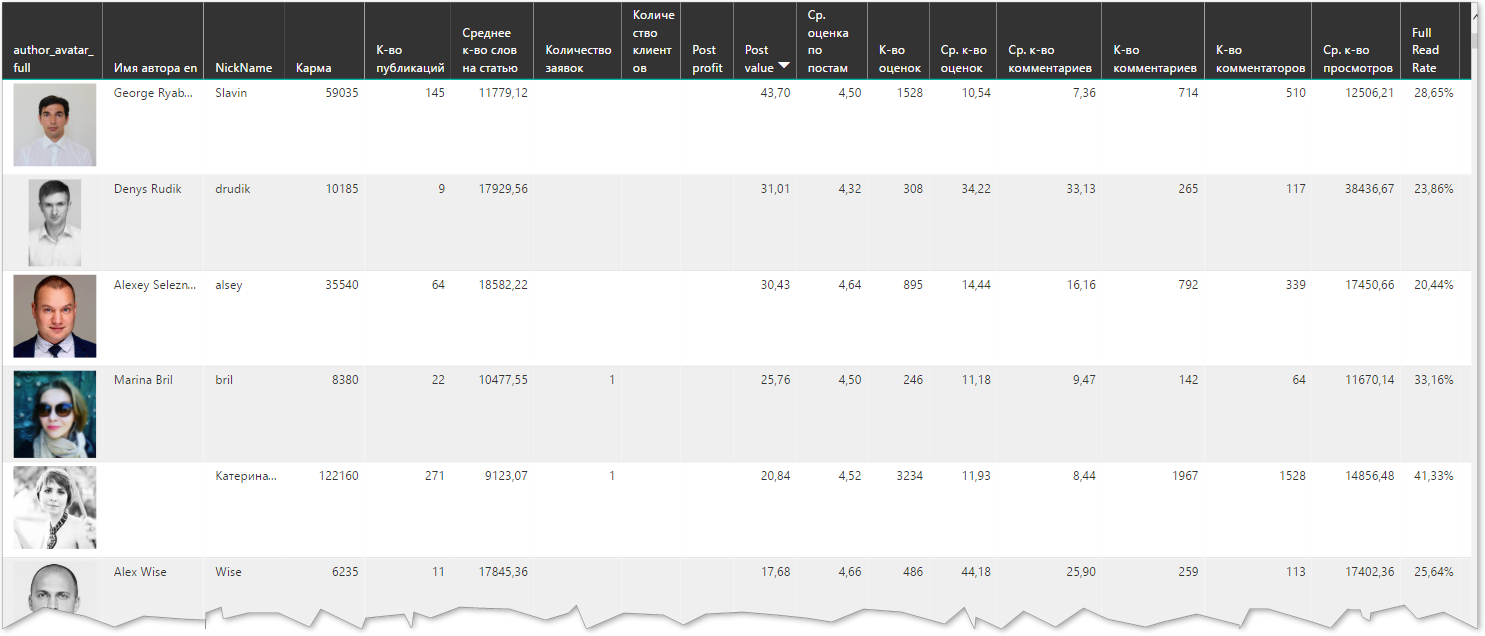 author_avatar_full Имя автора en NickName Карма К-во публикаций Среднее к-во слов на статью Количество заявок Количество клиентов Post profit Post value Ср. оценка по постам К-во оценок Ср. к-во оценок Ср. к-во комментариев К-во комментариев К-во комментаторов Ср. к-во просмотров Full Read Rate
George Ryab... Slavin 59035 145 11779,12 43,70 4,50 1528 10,54 7,36 714 510 12506,21 28,65%
Denys Rudik drudik 10185 9 17929,56 31,01 4,32 308 34,22 33,13 265 117 38436,67 23,86%
Alexey Selezn... alsey 35540 64 18582,22 30,43 4,64 895 14,44 16,16 792 339 17450,66 20,44%
Marina Bril bril 8380 22 10477,55 1 25,76 4,50 246 11,18 9,47 142 64 11670,14 33,16%
Катерина... 122160 271 9123,07 1 20,84 4,52 3234 11,93 8,44 1967 1528 14856,48 41,33%
Alex Wise Wise 6235 11 17845,36 17,68 4,66 486 44,18 25,90 259 113 17402,36 25,64%